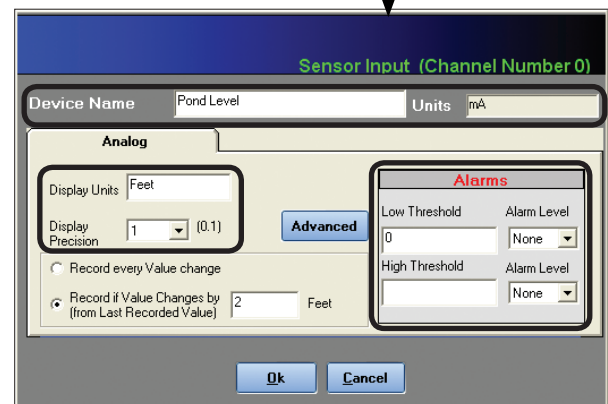 Sensor Input (Channel Number 0)
Device Name Pond Level Units mA
Analog
Display Units Feet
Display Precision 1 (0.1)
Advanced
Record every Value change
Record if Value Changes by
(from Last Recorded Value) 2 Feet
Alarms
Low Threshold Alarm Level
0 None
High Threshold Alarm Level
None
Ok Cancel